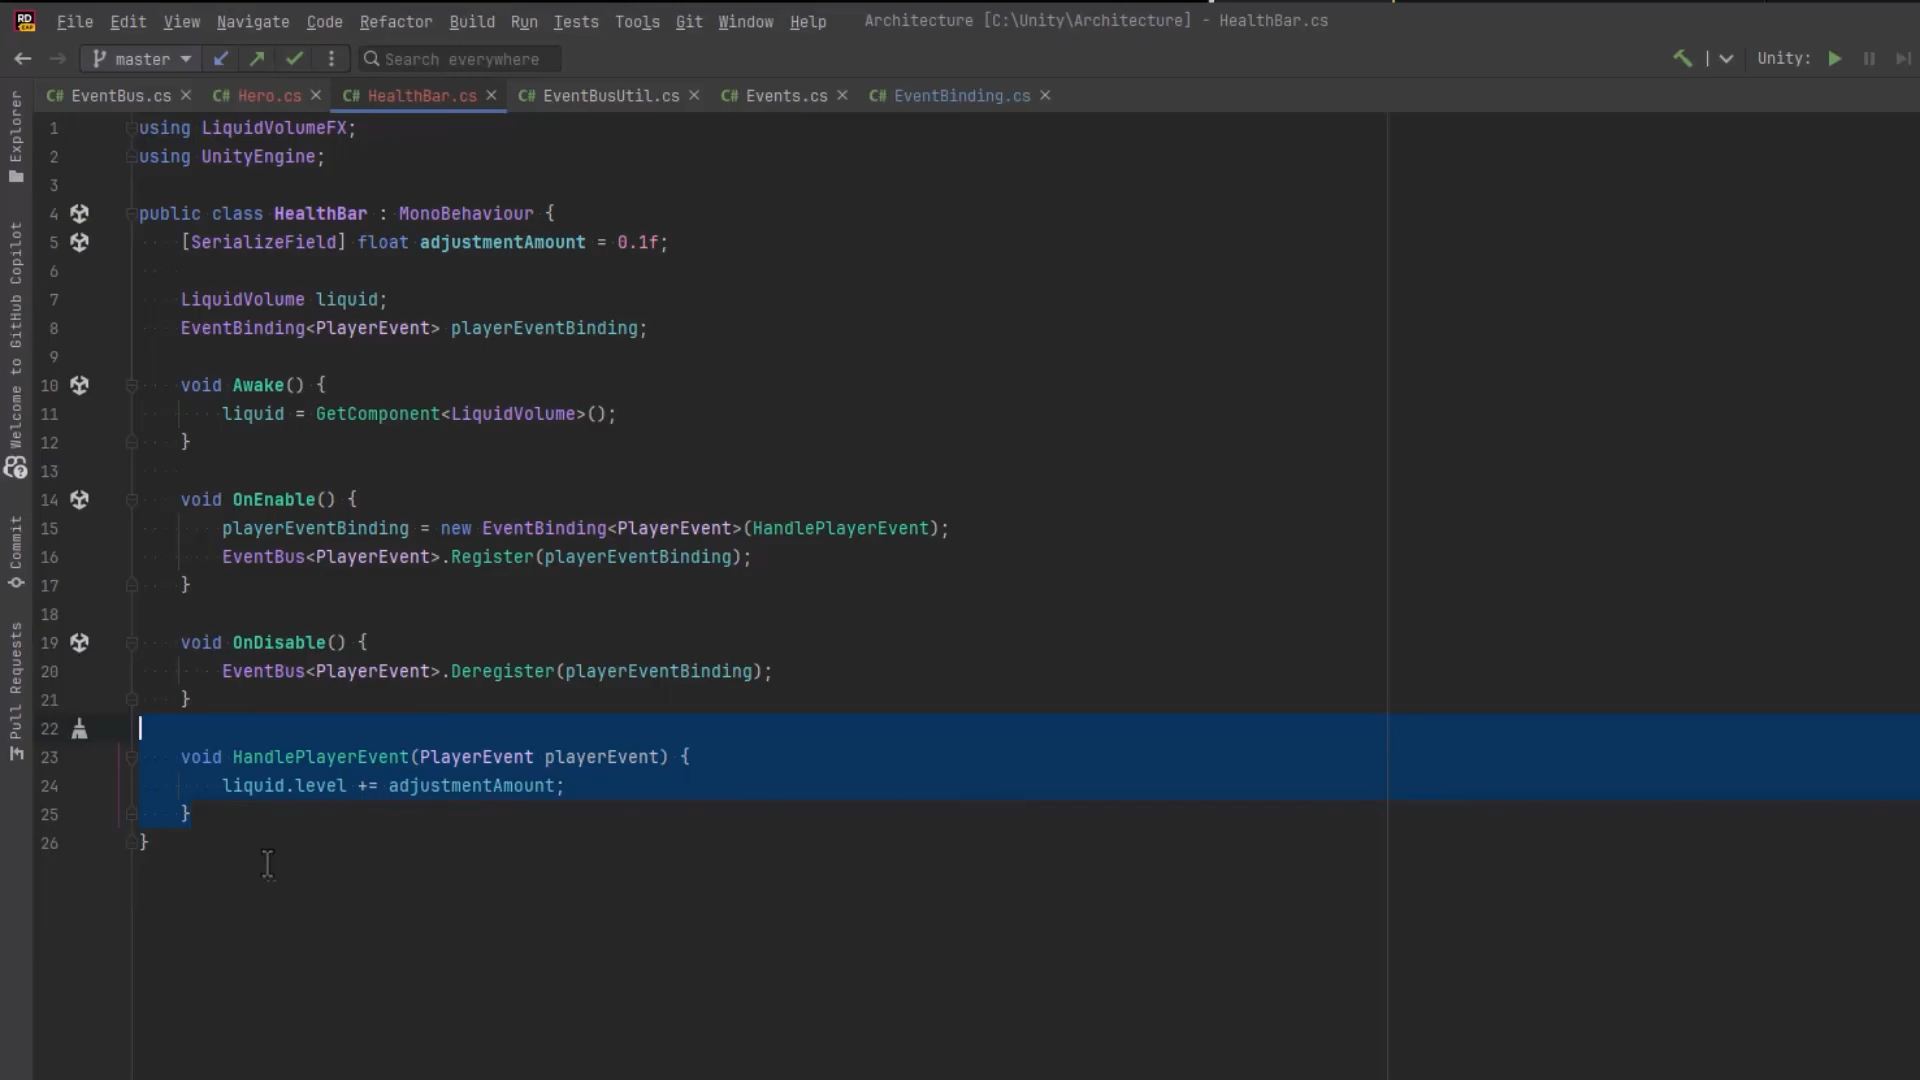 RD
File Edit View Navigate Code Refactor Build Run Tests Tools Git Window Help Architecture [C:\Unity\Architecture] - HealthBar.cs
master Search everywhere Unity:
C# EventBus.cs C# Hero.cs C# HealthBar.cs C# EventBusUtil.cs C# Events.cs C# EventBinding.cs
Explorer
Welcome to GitHub Copilot
Commit
Pull Requests
1 using LiquidVolumeFX;
2 using UnityEngine;
3
4 public class HealthBar : MonoBehaviour {
5 [SerializeField] float adjustmentAmount = 0.1f;
6
7 LiquidVolume liquid;
8 EventBinding<PlayerEvent> playerEventBinding;
9
10 void Awake() {
11 liquid = GetComponent<LiquidVolume>();
12 }
13
14 void OnEnable() {
15 playerEventBinding = new EventBinding<PlayerEvent>(HandlePlayerEvent);
16 EventBus<PlayerEvent>.Register(playerEventBinding);
17 }
18
19 void OnDisable() {
20 EventBus<PlayerEvent>.Deregister(playerEventBinding);
21 }
22
23 void HandlePlayerEvent(PlayerEvent playerEvent) {
24 liquid.level += adjustmentAmount;
25 }
26 }